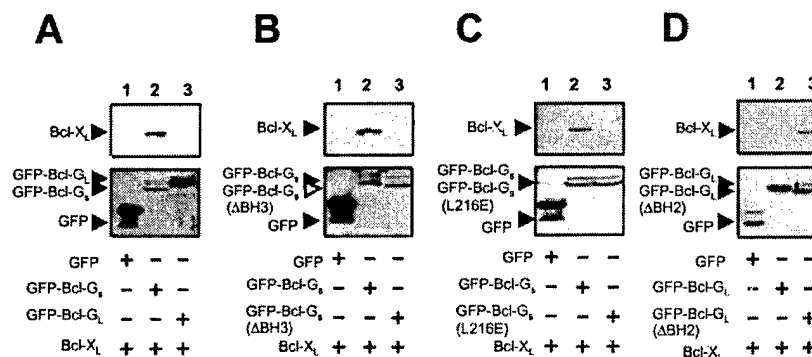 A
1 2 3
Bcl-XL
GFP-Bcl-GL
GFP-Bcl-GS
GFP
GFP + – –
GFP-Bcl-GS – + –
GFP-Bcl-GL – – +
Bcl-XL + + +
B
1 2 3
Bcl-XL
GFP-Bcl-GS
GFP-Bcl-GS
(ΔBH3)
GFP
GFP + – –
GFP-Bcl-GS – + –
GFP-Bcl-GS – – +
(ΔBH3)
Bcl-XL + + +
C
1 2 3
Bcl-XL
GFP-Bcl-GS
GFP-Bcl-GS
(L216E)
GFP
GFP + – –
GFP-Bcl-GS – + –
GFP-Bcl-GS – – +
(L216E)
Bcl-XL + + +
D
1 2 3
Bcl-XL
GFP-Bcl-GL
GFP-Bcl-GL
(ΔBH2)
GFP
GFP -- – –
GFP-Bcl-GL – + –
GFP-Bcl-GL – – +
(ΔBH2)
Bcl-XL + + +